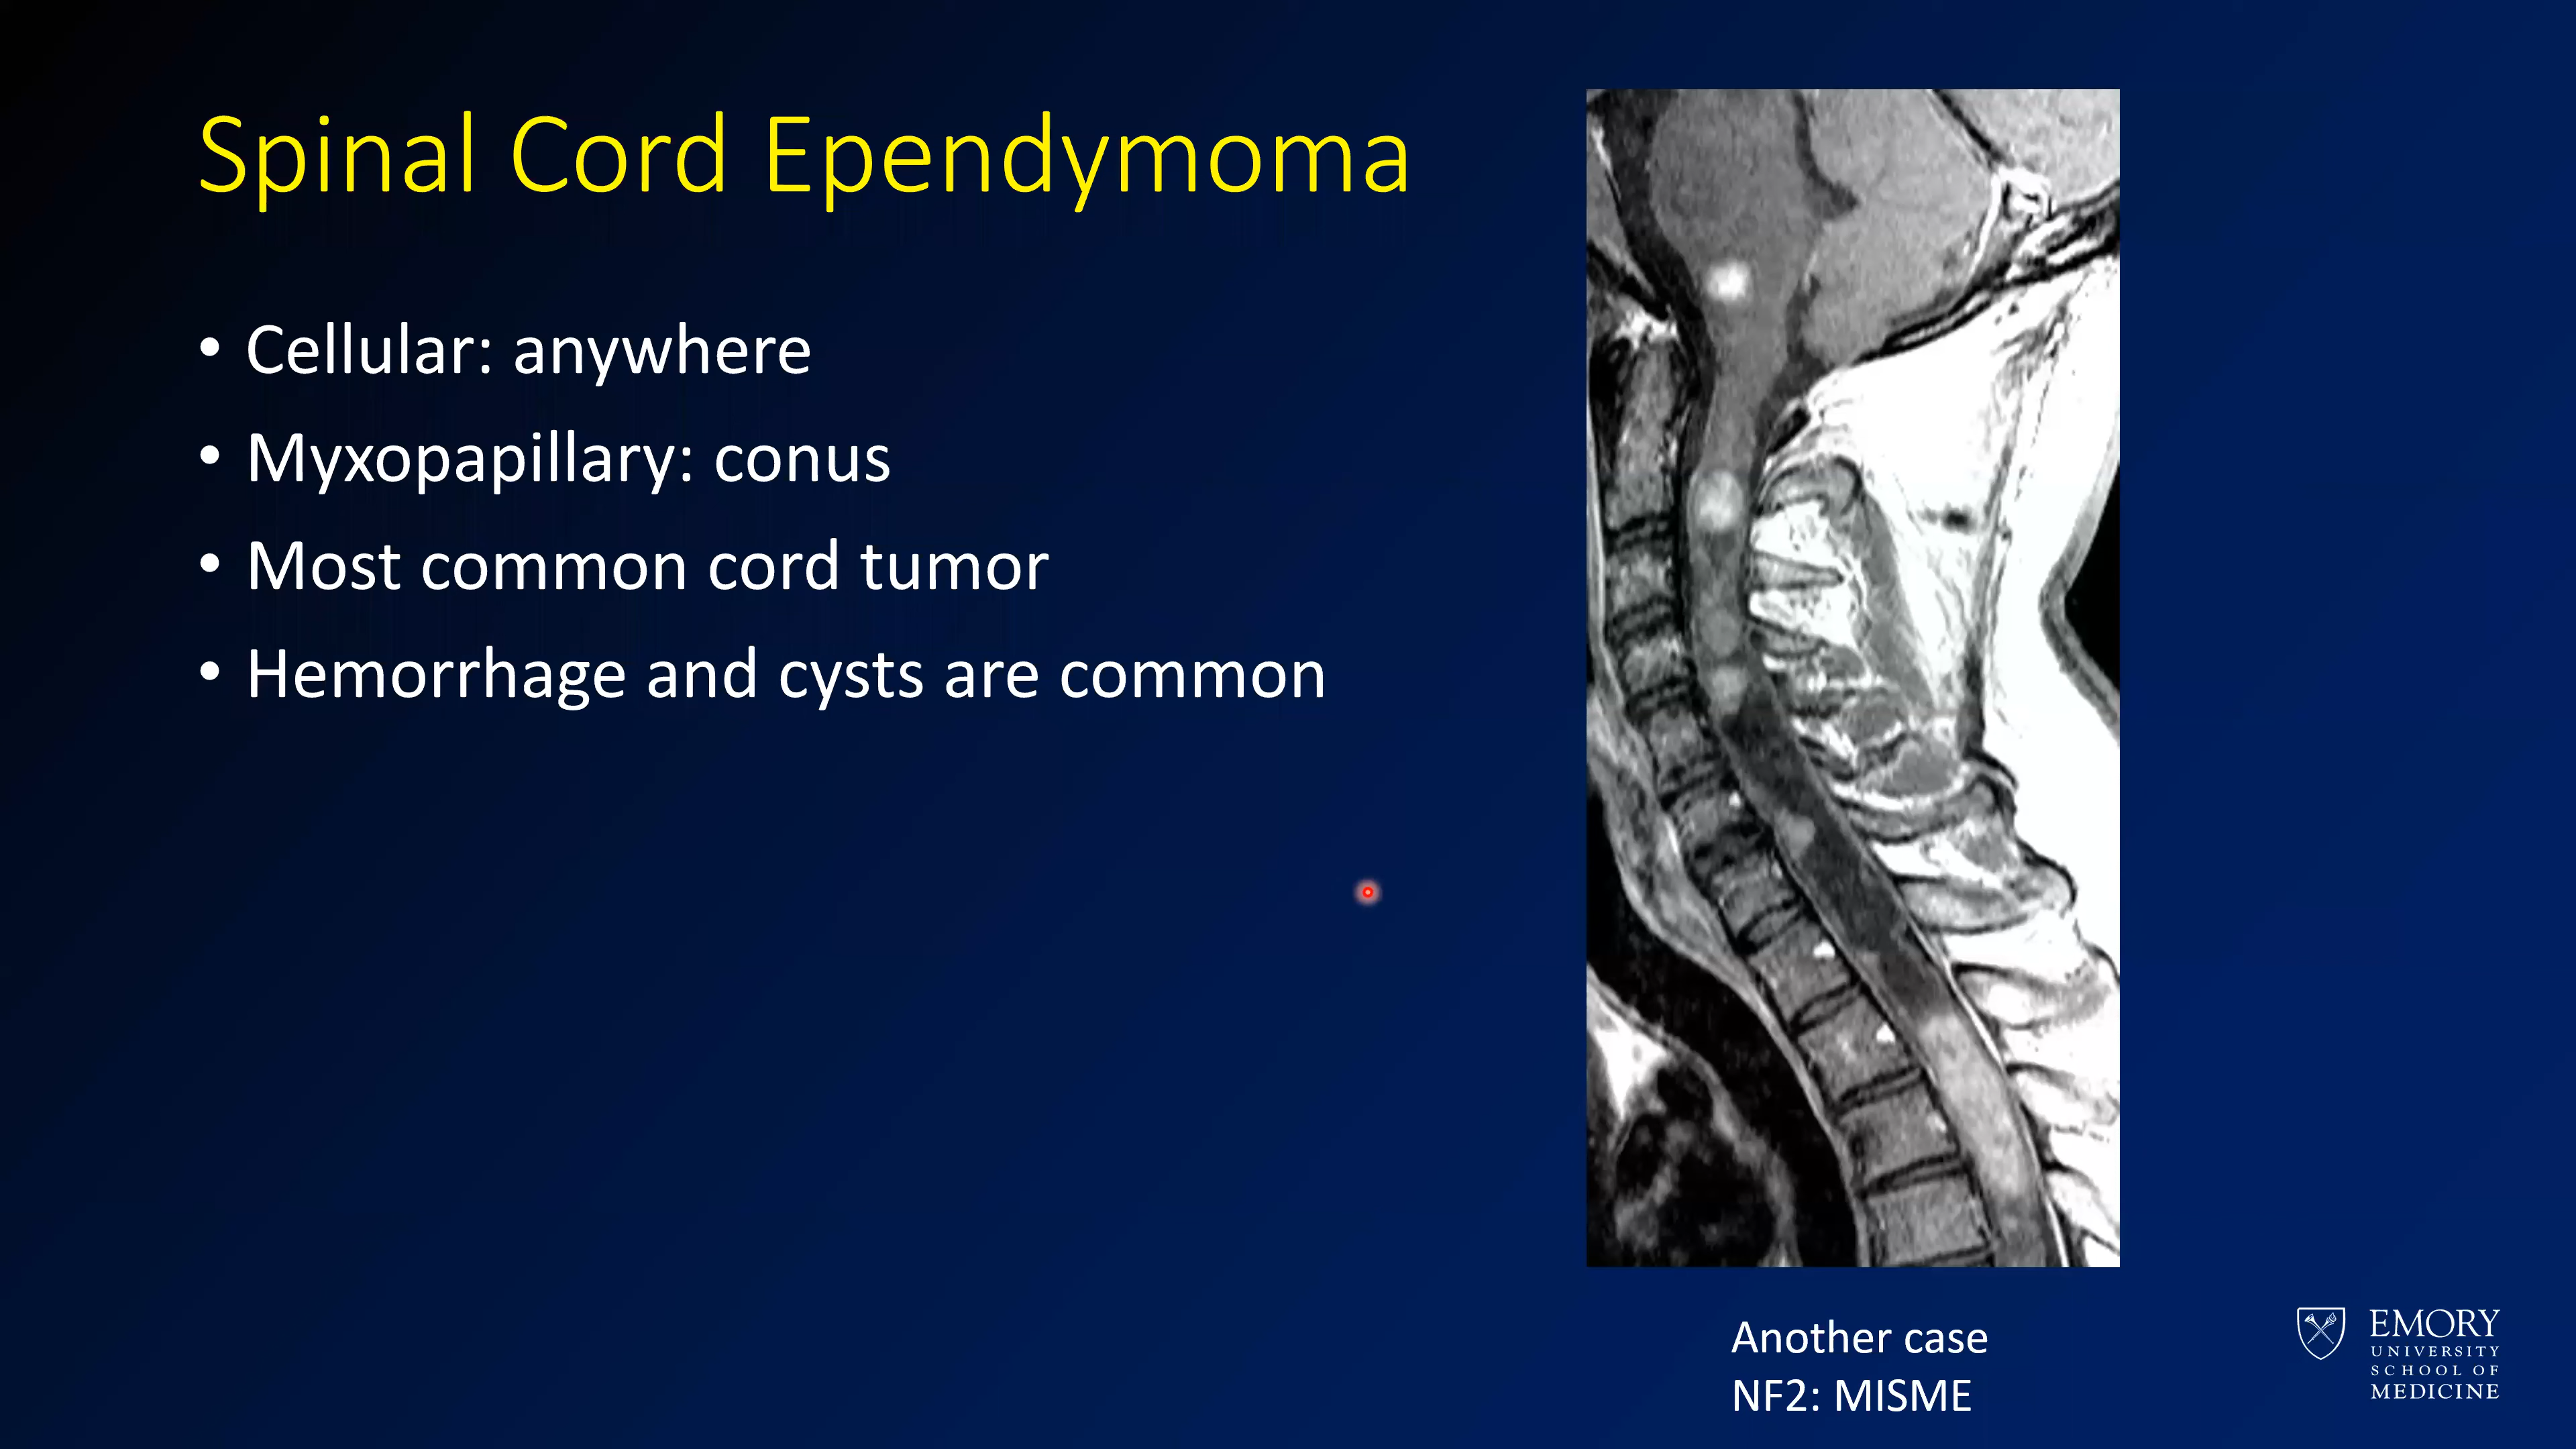 Spinal Cord Ependymoma
• Cellular: anywhere
• Myxopapillary: conus
• Most common cord tumor
• Hemorrhage and cysts are common
Another case
NF2: MISME
EMORY
UNIVERSITY
SCHOOL OF
MEDICINE